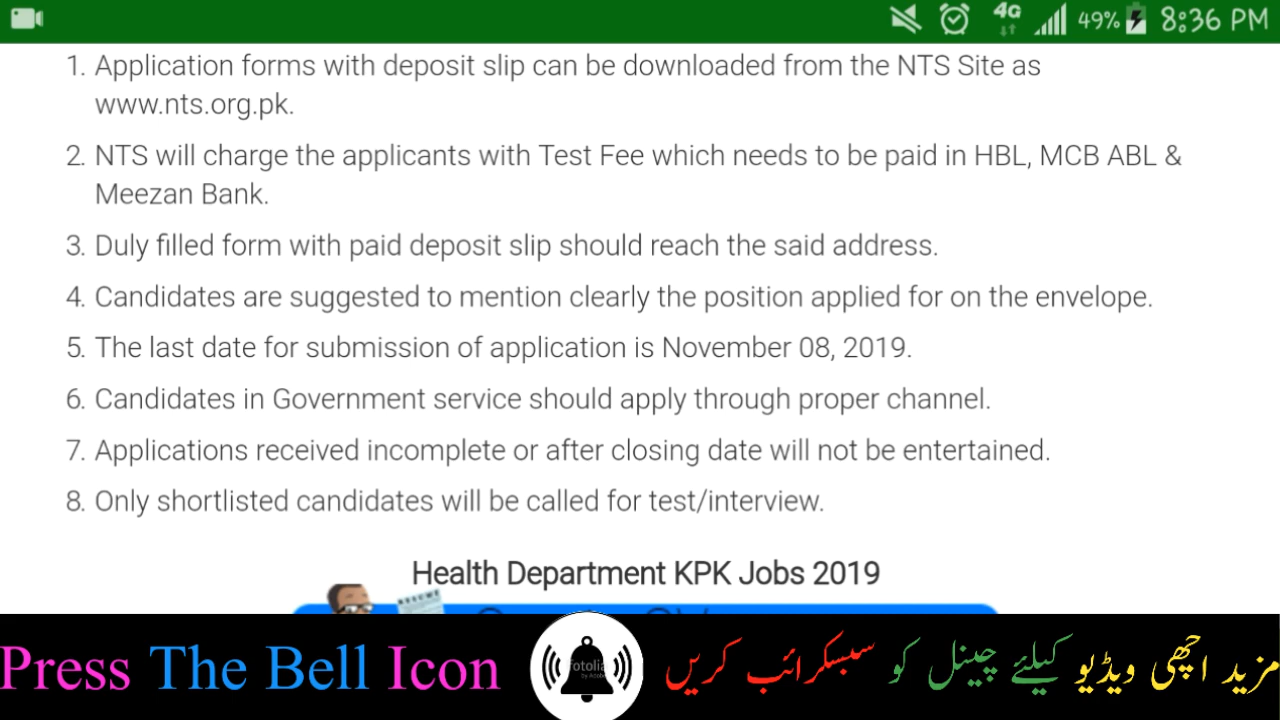 4G 49% 8:36 PM
1. Application forms with deposit slip can be downloaded from the NTS Site as
www.nts.org.pk.
2. NTS will charge the applicants with Test Fee which needs to be paid in HBL, MCB ABL &
Meezan Bank.
3. Duly filled form with paid deposit slip should reach the said address.
4. Candidates are suggested to mention clearly the position applied for on the envelope.
5. The last date for submission of application is November 08, 2019.
6. Candidates in Government service should apply through proper channel.
7. Applications received incomplete or after closing date will not be entertained.
8. Only shortlisted candidates will be called for test/interview.
Health Department KPK Jobs 2019
RESUME
Press The Bell Icon
fotolia
by Adobe
مزید اچھی ویڈیو کیلئے چینل کو سبسکرائب کریں